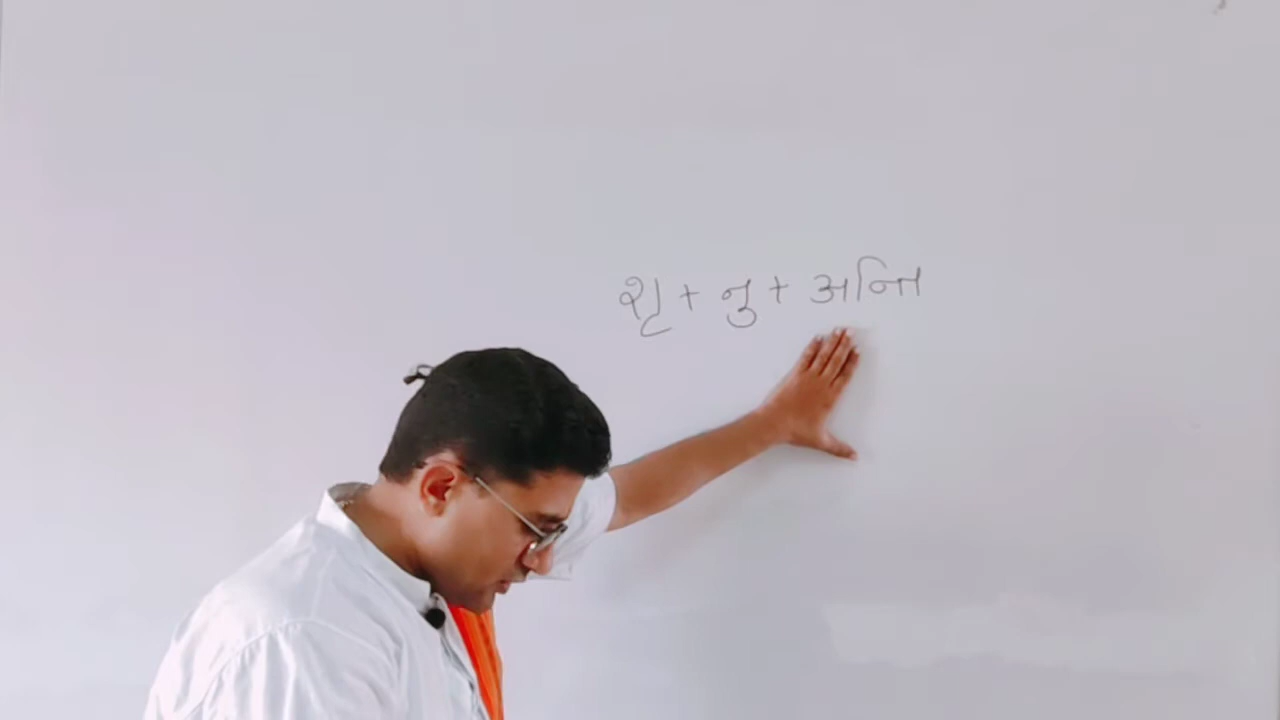 शृ + नु + अन्ति